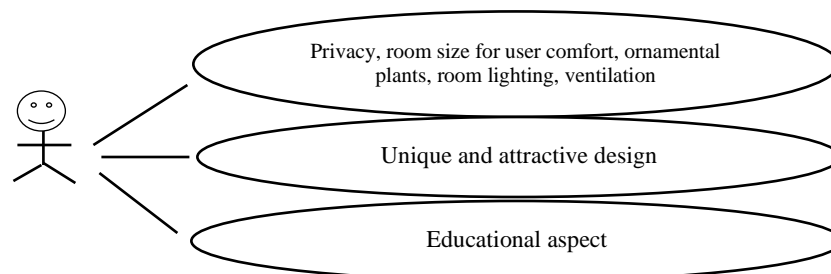 Privacy, room size for user comfort, ornamental
plants, room lighting, ventilation
Unique and attractive design
Educational aspect